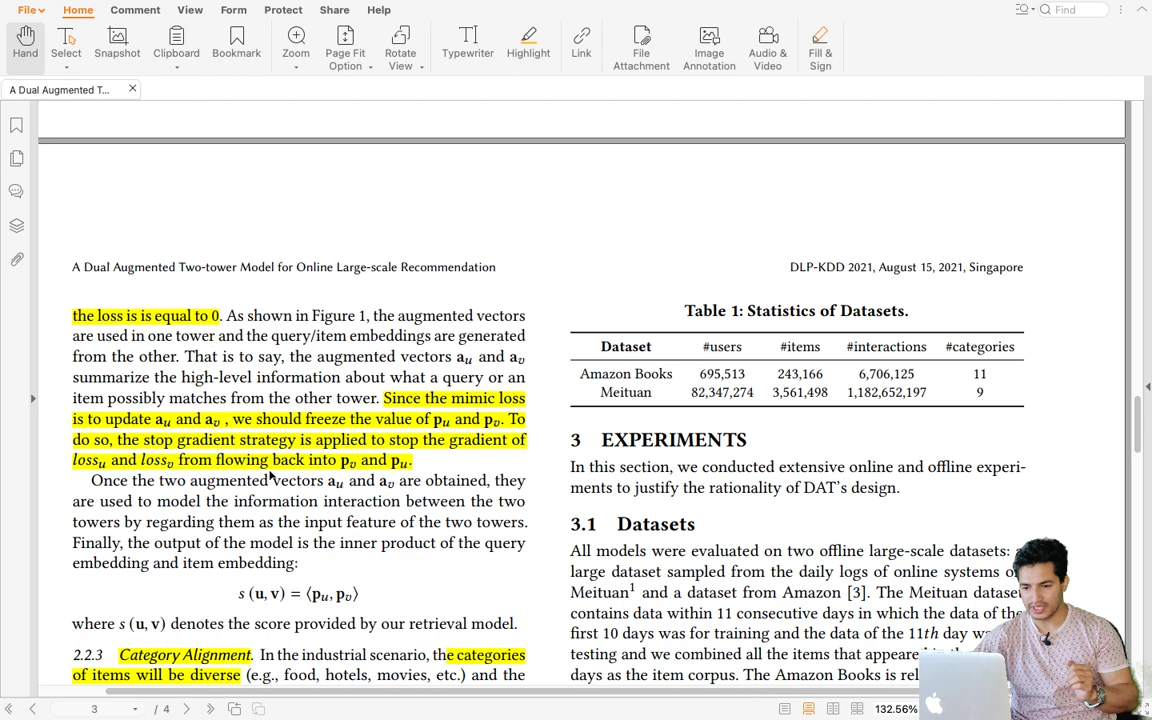 File
Home
Comment
View
Form
Protect
Share
Help
Find
Hand
Select
Snapshot
Clipboard
Bookmark
Zoom
Page Fit
Option
Rotate
View
Typewriter
Highlight
Link
File
Attachment
Image
Annotation
Audio &
Video
Fill &
Sign
A Dual Augmented T...
A Dual Augmented Two-tower Model for Online Large-scale Recommendation
DLP-KDD 2021, August 15, 2021, Singapore
the loss is is equal to 0. As shown in Figure 1, the augmented vectors
are used in one tower and the query/item embeddings are generated
from the other. That is to say, the augmented vectors aᵤ and aᵥ
summarize the high-level information about what a query or an
item possibly matches from the other tower. Since the mimic loss
is to update aᵤ and aᵥ , we should freeze the value of pᵤ and pᵥ. To
do so, the stop gradient strategy is applied to stop the gradient of
lossᵤ and lossᵥ from flowing back into pᵥ and pᵤ.
Once the two augmented vectors aᵤ and aᵥ are obtained, they
are used to model the information interaction between the two
towers by regarding them as the input feature of the two towers.
Finally, the output of the model is the inner product of the query
embedding and item embedding:
s (u, v) = ⟨pᵤ, pᵥ⟩
where s (u, v) denotes the score provided by our retrieval model.
2.2.3 Category Alignment. In the industrial scenario, the categories
of items will be diverse (e.g., food, hotels, movies, etc.) and the
Table 1: Statistics of Datasets.
Dataset #users #items #interactions #categories
Amazon Books 695,513 243,166 6,706,125 11
Meituan 82,347,274 3,561,498 1,182,652,197 9
3 EXPERIMENTS
In this section, we conducted extensive online and offline experi-
ments to justify the rationality of DAT's design.
3.1 Datasets
All models were evaluated on two offline large-scale datasets:
large dataset sampled from the daily logs of online systems
Meituan¹ and a dataset from Amazon [3]. The Meituan dataset
contains data within 11 consecutive days in which the data of the
first 10 days was for training and the data of the 11th day
testing and we combined all the items that appeared
days as the item corpus. The Amazon Books is
3 / 4
132.56%